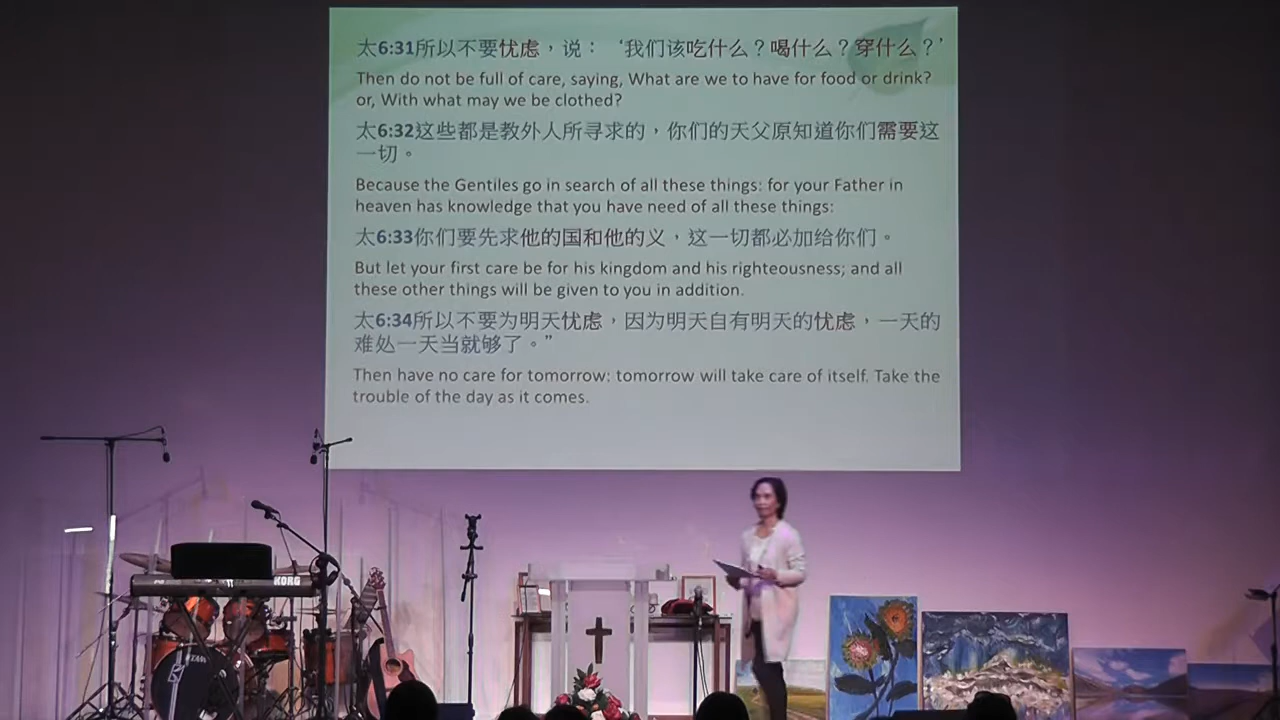 太6:31所以不要忧虑，说：‘我们该吃什么？喝什么？穿什么？’
Then do not be full of care, saying, What are we to have for food or drink?
or, With what may we be clothed?
太6:32这些都是教外人所寻求的，你们的天父原知道你们需要这
一切。
Because the Gentiles go in search of all these things: for your Father in
heaven has knowledge that you have need of all these things:
太6:33你们要先求他的国和他的义，这一切都必加给你们。
But let your first care be for his kingdom and his righteousness; and all
these other things will be given to you in addition.
太6:34所以不要为明天忧虑，因为明天自有明天的忧虑，一天的
难处一天当就够了。”
Then have no care for tomorrow: tomorrow will take care of itself. Take the
trouble of the day as it comes.
KORG
TAMA